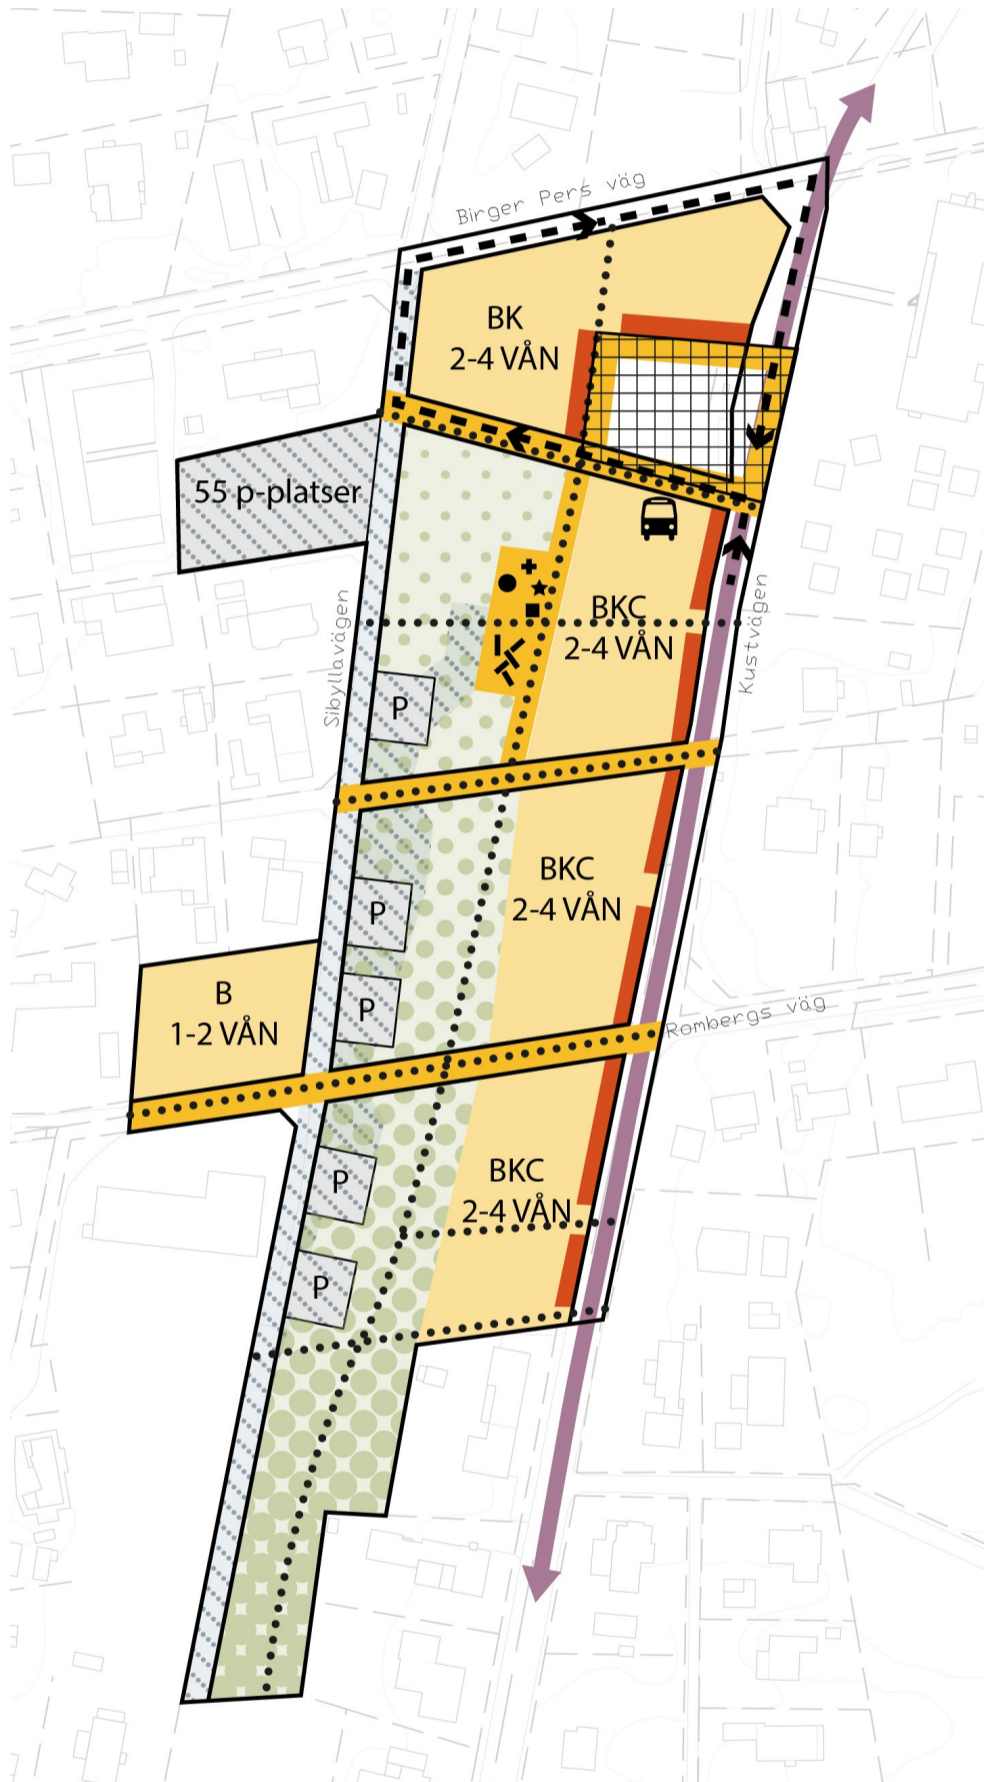 Birger Pers väg
BK
2-4 VÅN
55 p-platser
Sibyllavägen
Kustvägen
BKC
2-4 VÅN
P
BKC
2-4 VÅN
P
B
1-2 VÅN
P
Rombergs väg
BKC
2-4 VÅN
P
P